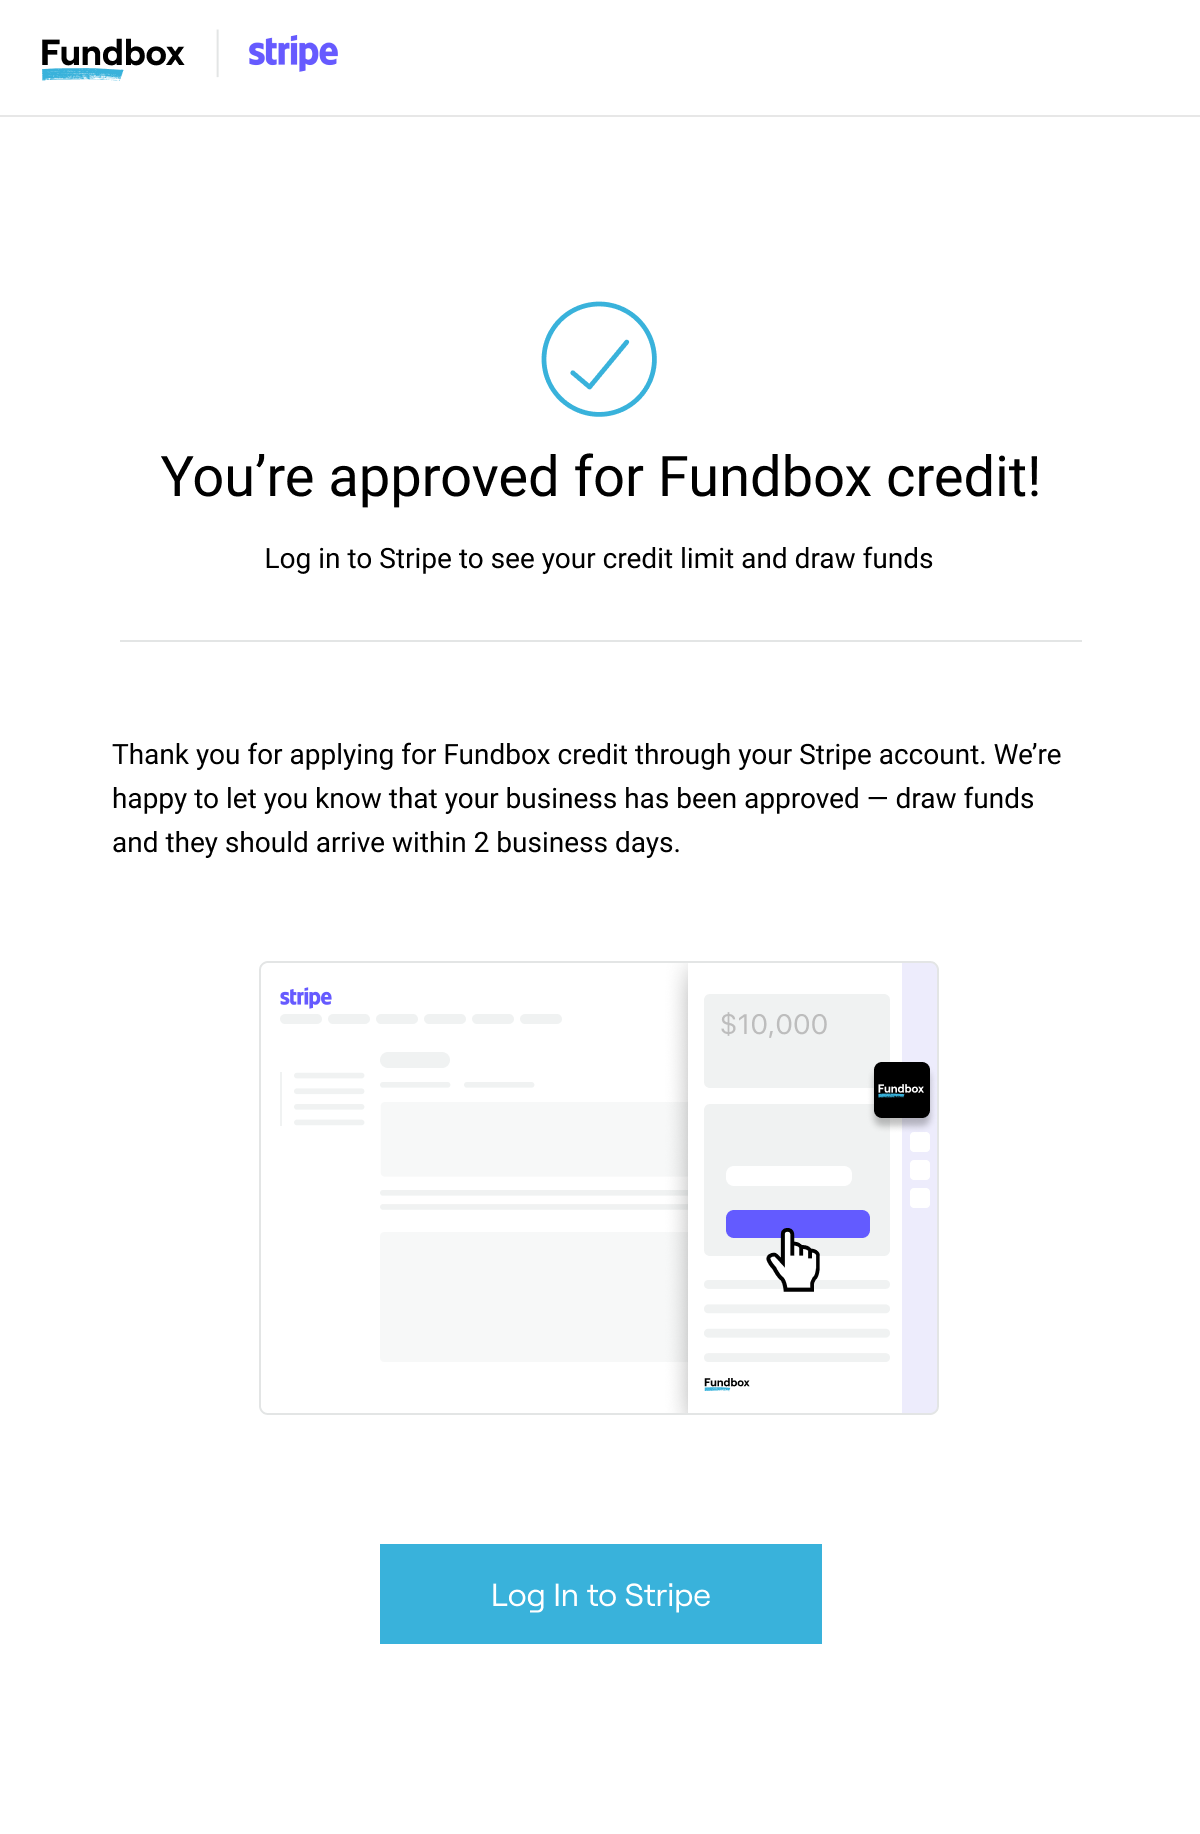 Fundbox stripe
You’re approved for Fundbox credit!
Log in to Stripe to see your credit limit and draw funds
Thank you for applying for Fundbox credit through your Stripe account. We’re
happy to let you know that your business has been approved — draw funds
and they should arrive within 2 business days.
stripe
$10,000
Fundbox
Fundbox
Log In to Stripe